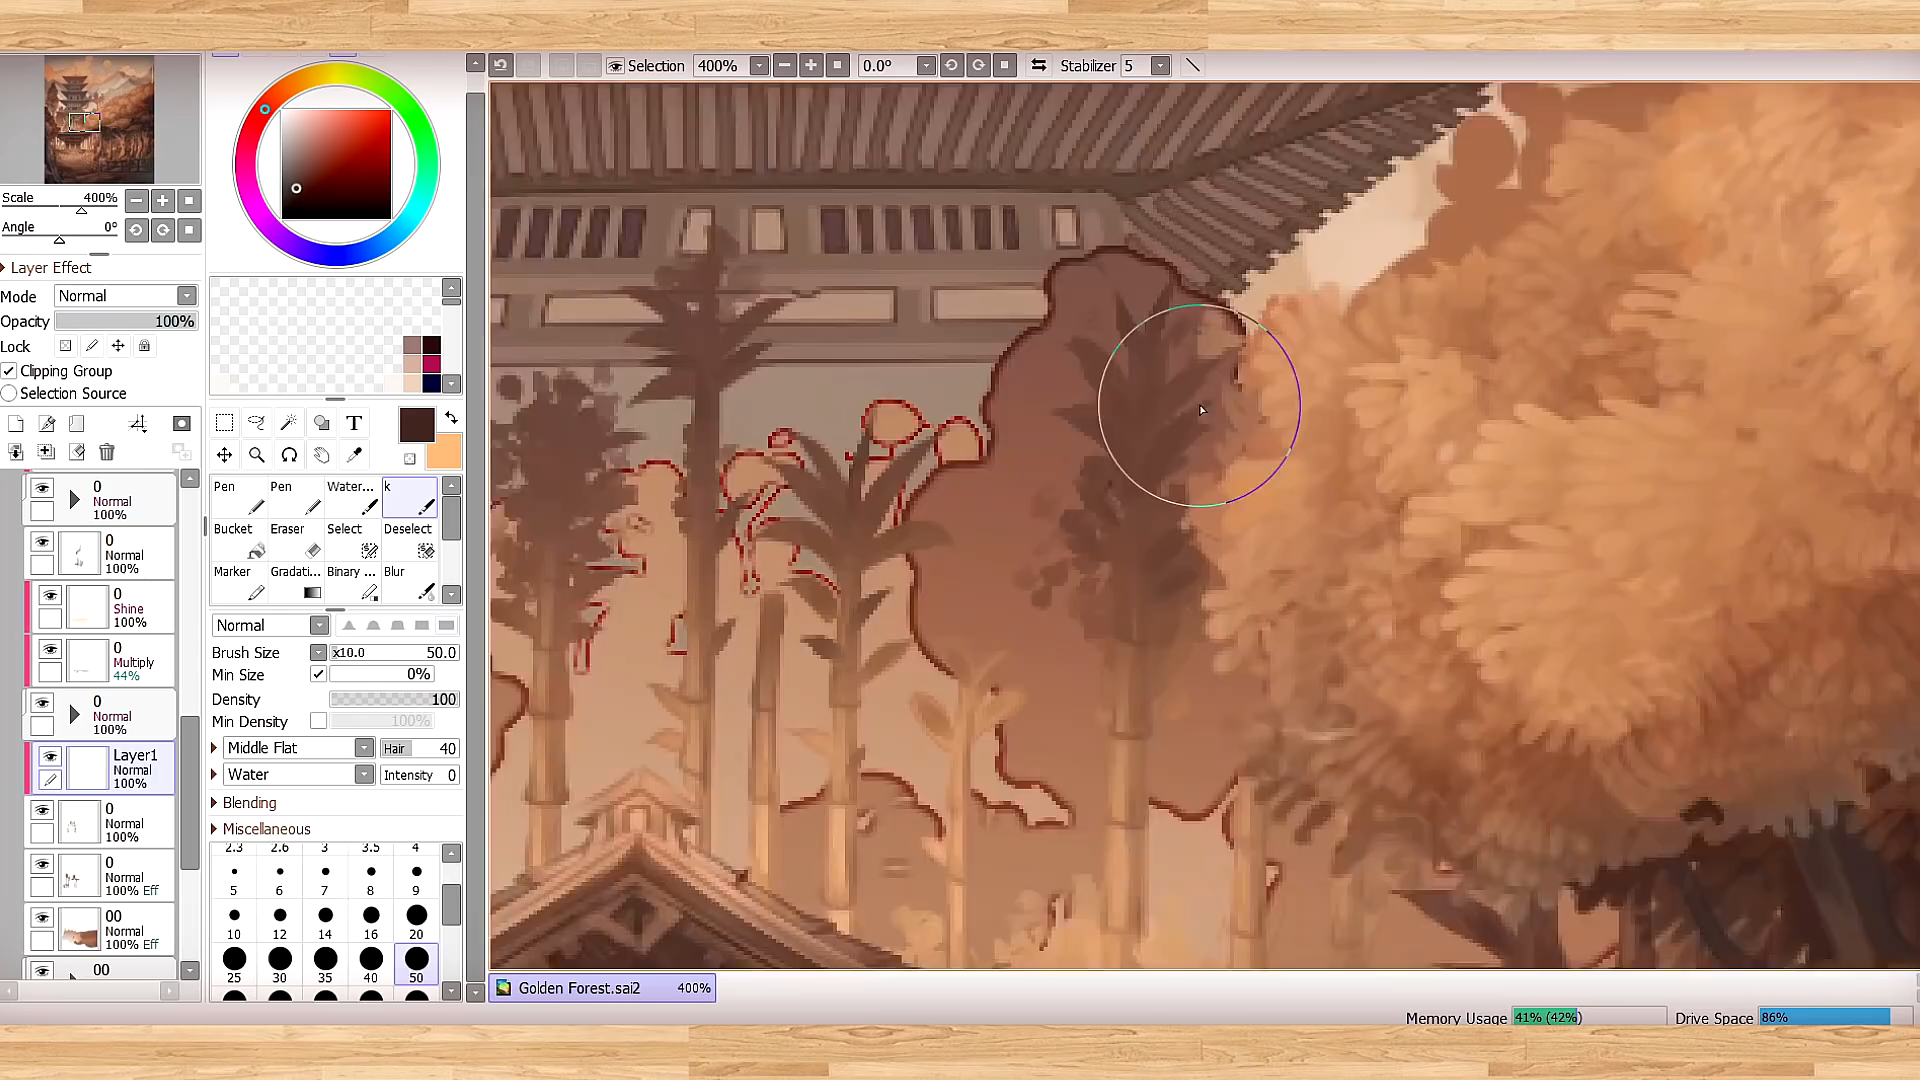 Selection 400% 0.0° Stabilizer 5
Scale 400%
Angle 0°
Layer Effect
Mode Normal
Opacity 100%
Lock
Clipping Group
Selection Source
0
Normal
100%
0
Normal
100%
0
Shine
100%
0
Multiply
44%
0
Normal
100%
Layer1
Normal
100%
0
Normal
100%
0
Normal
100% Eff
00
Normal
100% Eff
00
T
Pen Pen Water... k
Bucket Eraser Select Deselect
Marker Gradati... Binary ... Blur
Normal
Brush Size x10.0 50.0
Min Size 0%
Density 100
Min Density 100%
Middle Flat Hair 40
Water Intensity 0
Blending
Miscellaneous
2.3 2.6 3 3.5 4
5 6 7 8 9
10 12 14 16 20
25 30 35 40 50
Golden Forest.sai2 400%
Memory Usage 41% (42%) Drive Space 86%